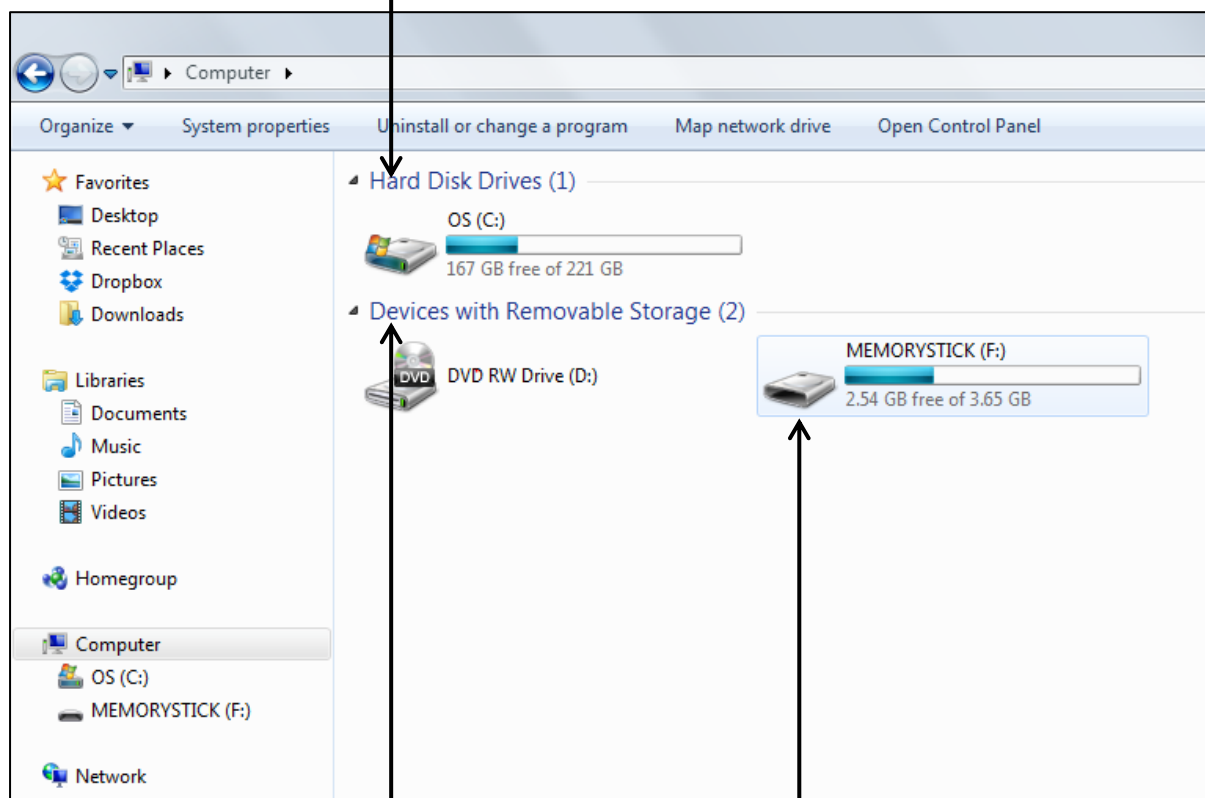 Computer
Organize
System properties
Uninstall or change a program
Map network drive
Open Control Panel
Favorites
Desktop
Recent Places
Dropbox
Downloads
Libraries
Documents
Music
Pictures
Videos
Homegroup
Computer
OS (C:)
MEMORYSTICK (F:)
Network
Hard Disk Drives (1)
OS (C:)
167 GB free of 221 GB
Devices with Removable Storage (2)
DVD
DVD RW Drive (D:)
MEMORYSTICK (F:)
2.54 GB free of 3.65 GB